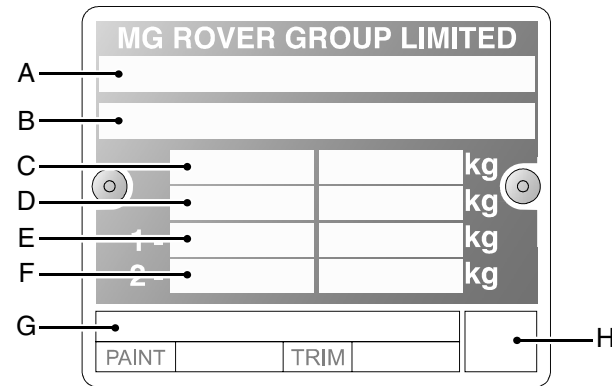 MG ROVER GROUP LIMITED
A
B
C kg
D kg
E 1 - kg
F 2 - kg
G
H
PAINT TRIM